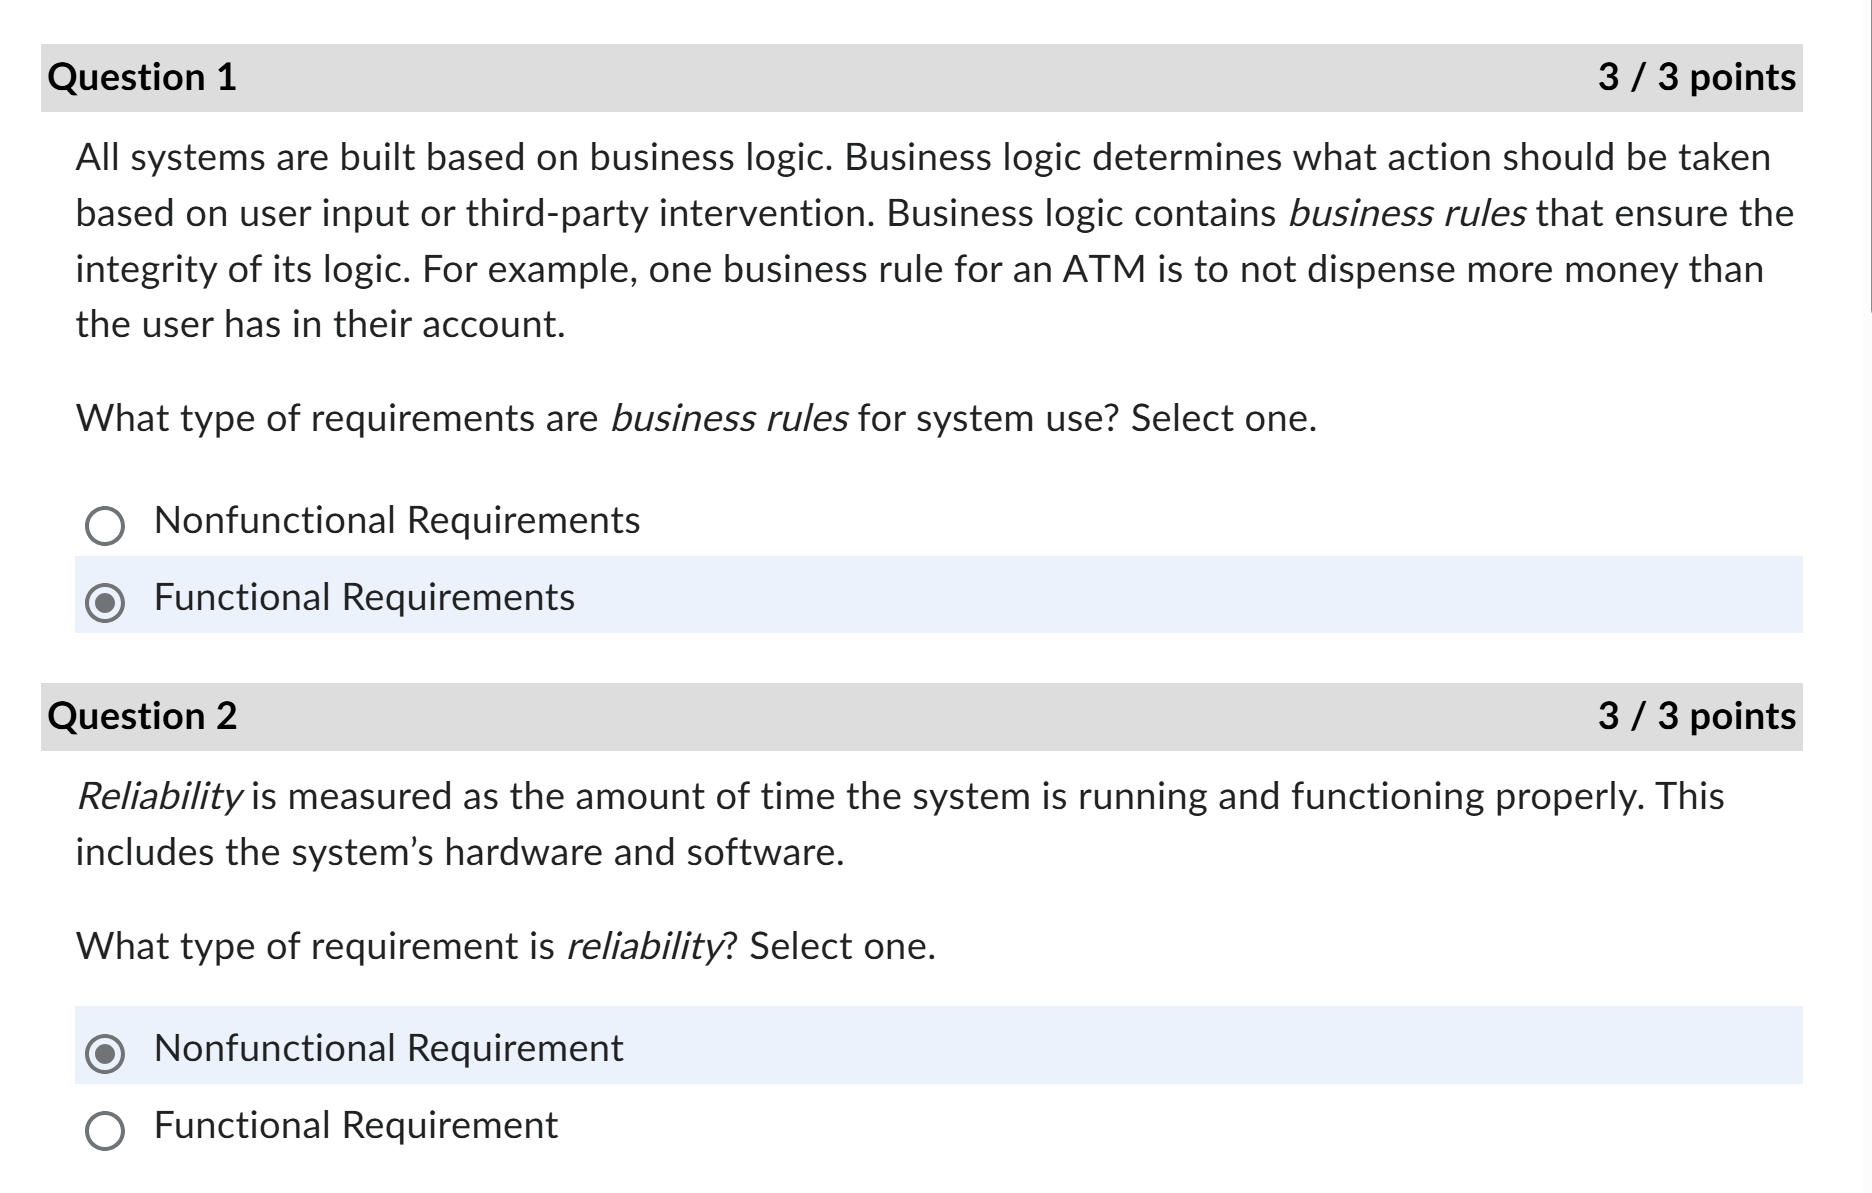 Question 1
3 / 3 points
All systems are built based on business logic. Business logic determines what action should be taken
based on user input or third-party intervention. Business logic contains business rules that ensure the
integrity of its logic. For example, one business rule for an ATM is to not dispense more money than
the user has in their account.
What type of requirements are business rules for system use? Select one.
Nonfunctional Requirements
Functional Requirements
Question 2
3 / 3 points
Reliability is measured as the amount of time the system is running and functioning properly. This
includes the system’s hardware and software.
What type of requirement is reliability? Select one.
Nonfunctional Requirement
Functional Requirement